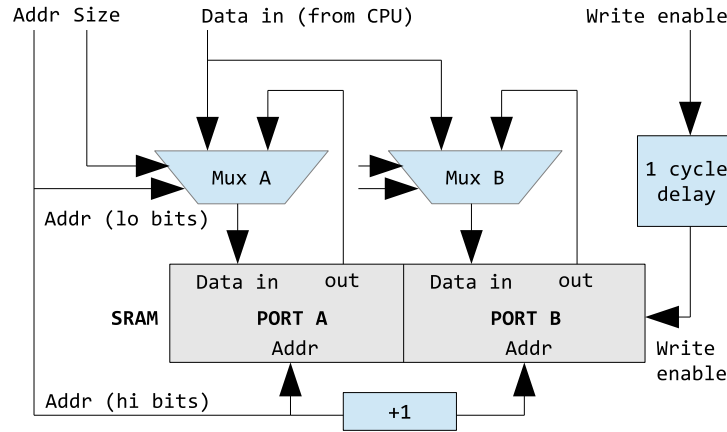 Addr Size
Data in (from CPU)
Write enable
Mux A
Mux B
1 cycle
delay
Addr (lo bits)
Data in
out
Data in
out
SRAM
PORT A
PORT B
Addr
Addr
Write
enable
Addr (hi bits)
+1